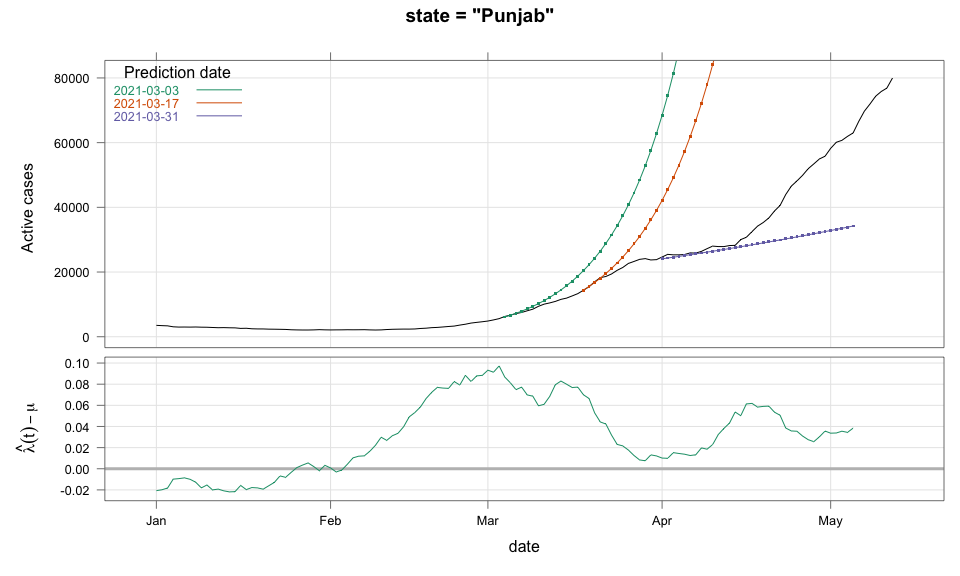 state = "Punjab"
Prediction date
2021-03-03
2021-03-17
2021-03-31
80000
60000
40000
20000
0
Active cases
0.10
0.08
0.06
0.04
0.02
0.00
-0.02
λ̂(t) − μ
Jan Feb Mar Apr May
date